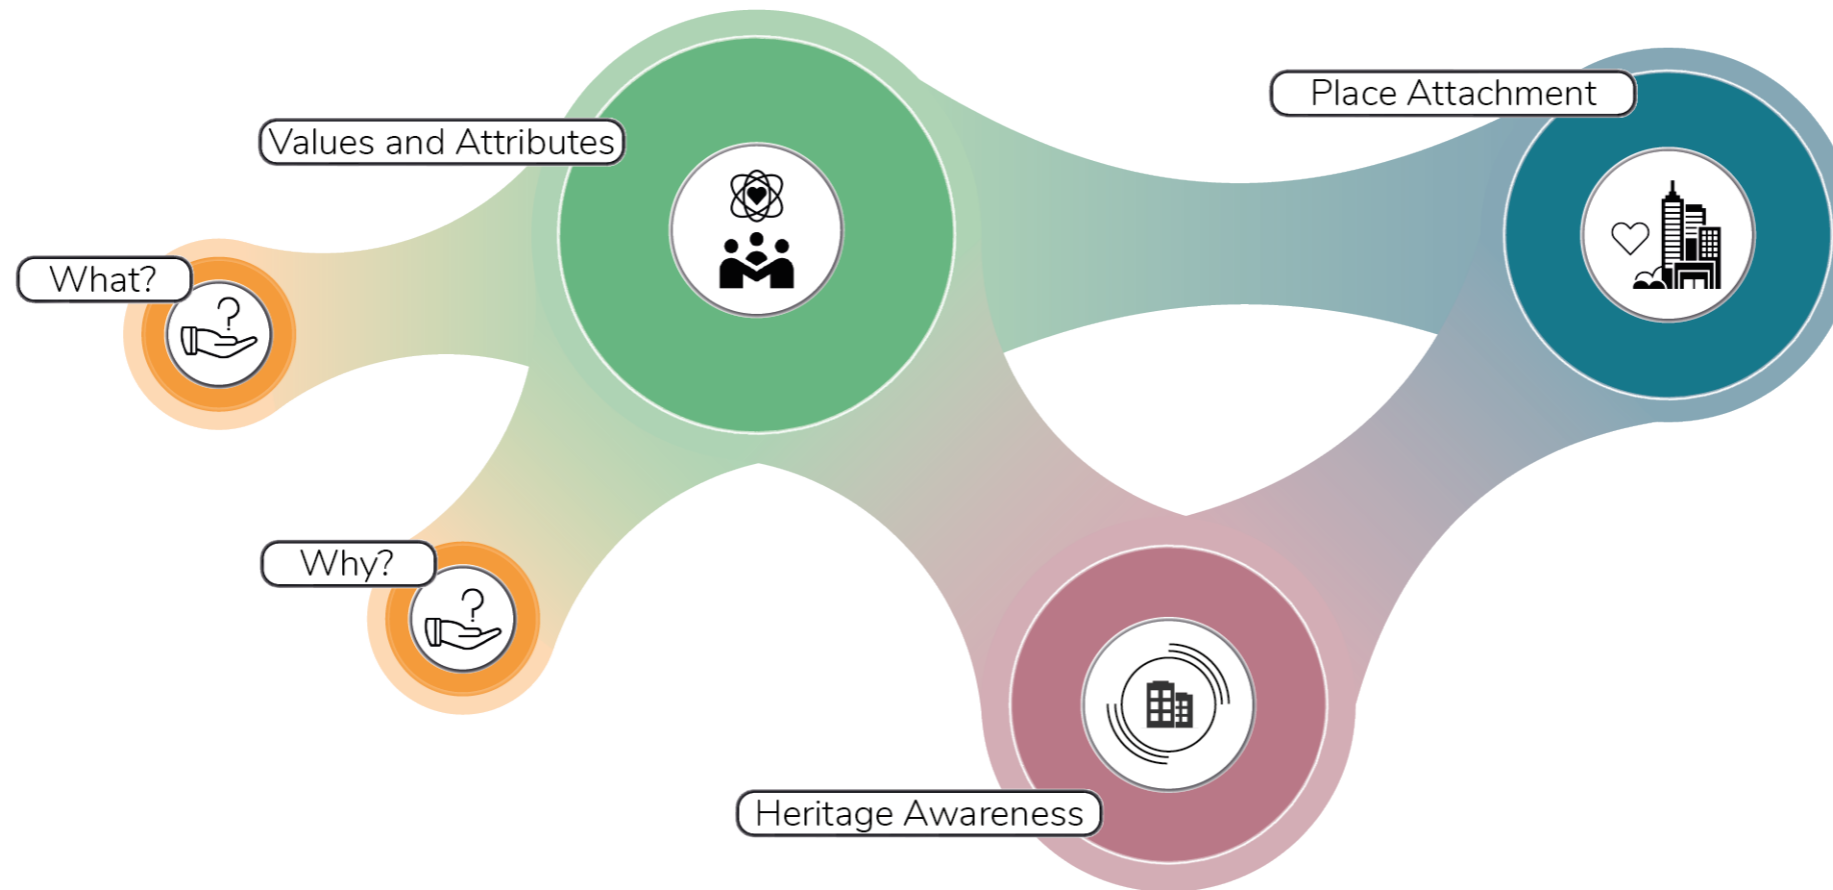 Place Attachment
Values and Attributes
What?
?
Why?
?
Heritage Awareness